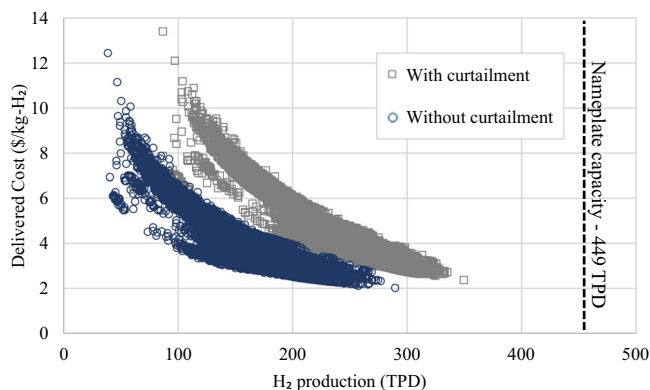 14
12
10
8
6
4
2
0
Delivered Cost ($/kg-H₂)
With curtailment
Without curtailment
Nameplate capacity - 449 TPD
0 100 200 300 400 500
H₂ production (TPD)